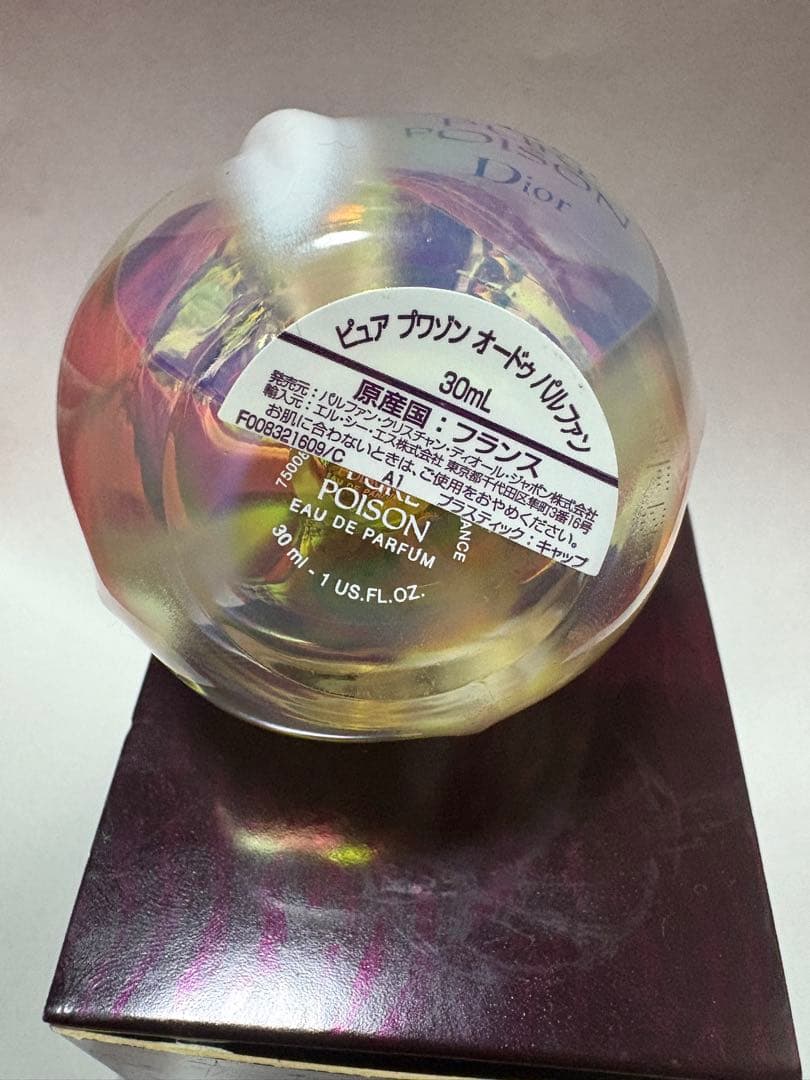 POISON
Dior
ピュア プワゾン オードゥ パルファン
30mL
原産国：フランス
発売元：パルファン・クリスチャン・ディオール・ジャポン株式会社
輸入元：エル・シー・エス株式会社 東京都千代田区隼町3番16号
お肌に合わないときは、ご使用をおやめください。
F008321609/C A1 プラスティック：キャップ
POISON
EAU DE PARFUM
30 ml - 1 US.FL.OZ.